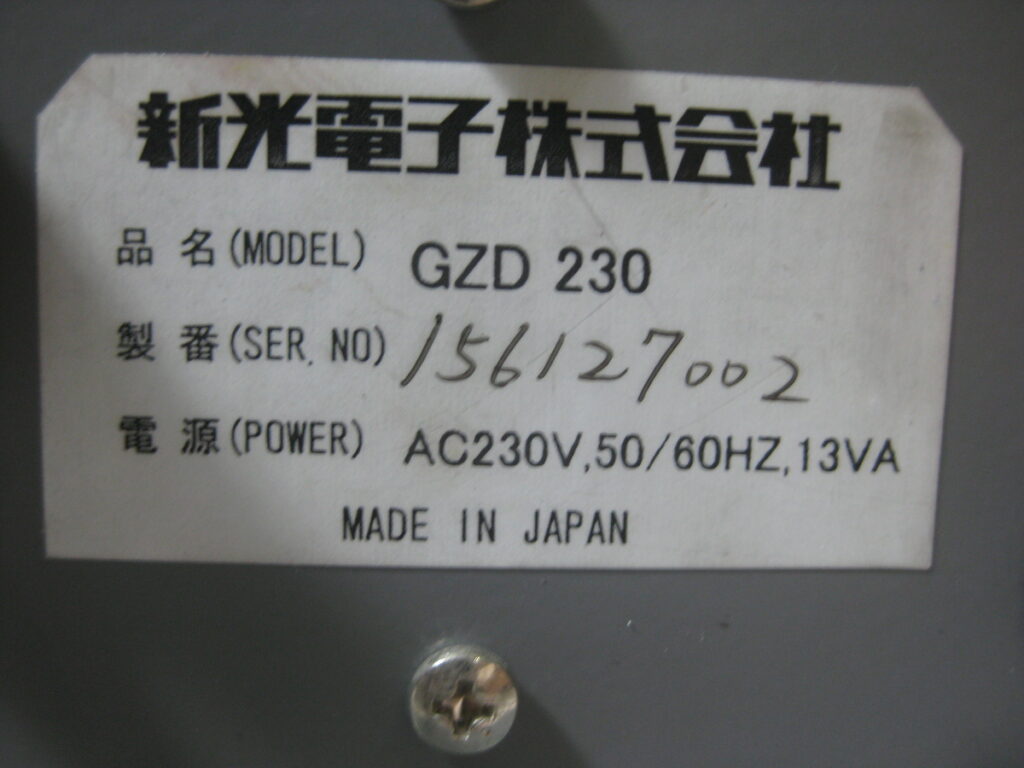 新光電子株式会社
品 名(MODEL) GZD 230
製 番(SER. NO) 156127002
電 源(POWER) AC230V,50/60HZ,13VA
MADE IN JAPAN